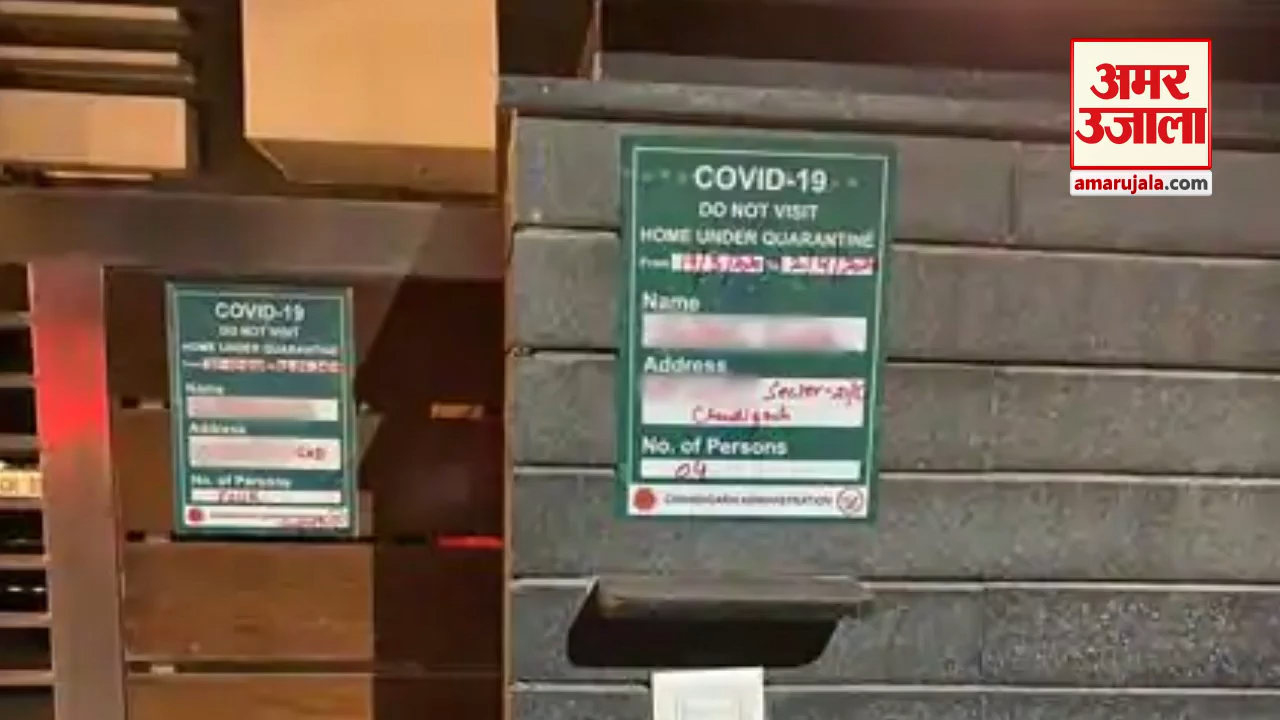 अमर
उजाला
amarujala.com
COVID-19
DO NOT VISIT
HOME UNDER QUARANTINE
From To
Name
Address
Chandigarh
No. of Persons
04
CHANDIGARH ADMINISTRATION
COVID-19
DO NOT VISIT
HOME UNDER QUARANTINE
Name
Address
CHD
No. of Persons